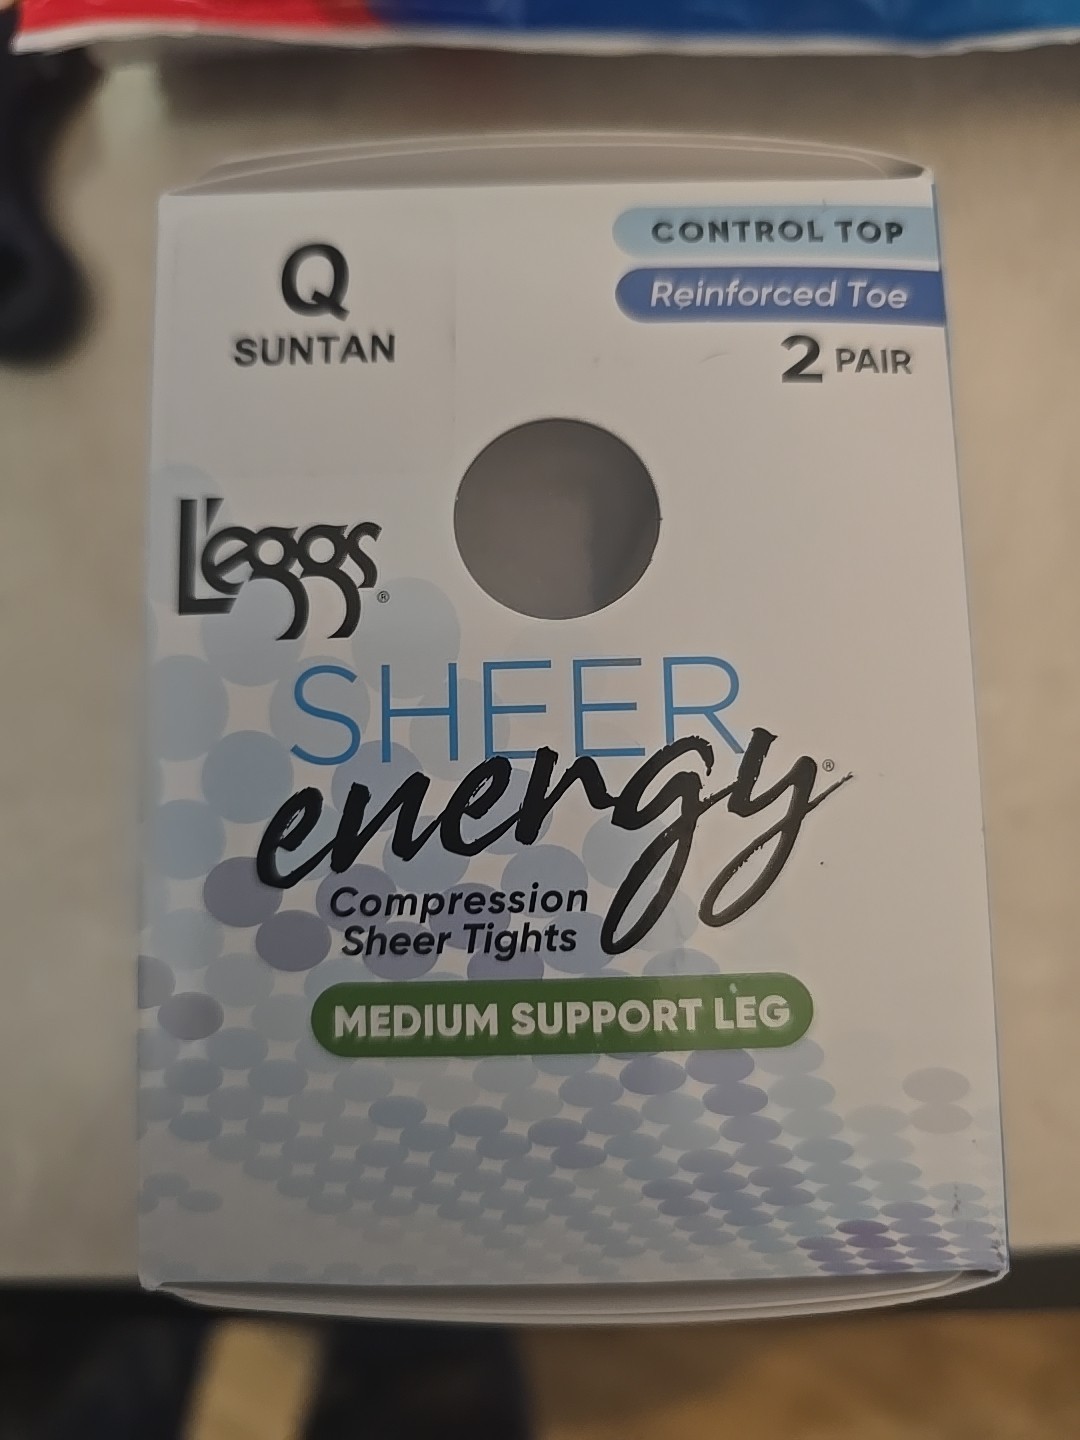 Q
SUNTAN
CONTROL TOP
Reinforced Toe
2 PAIR
L'eggs®
SHEER
energy®
Compression
Sheer Tights
MEDIUM SUPPORT LEG